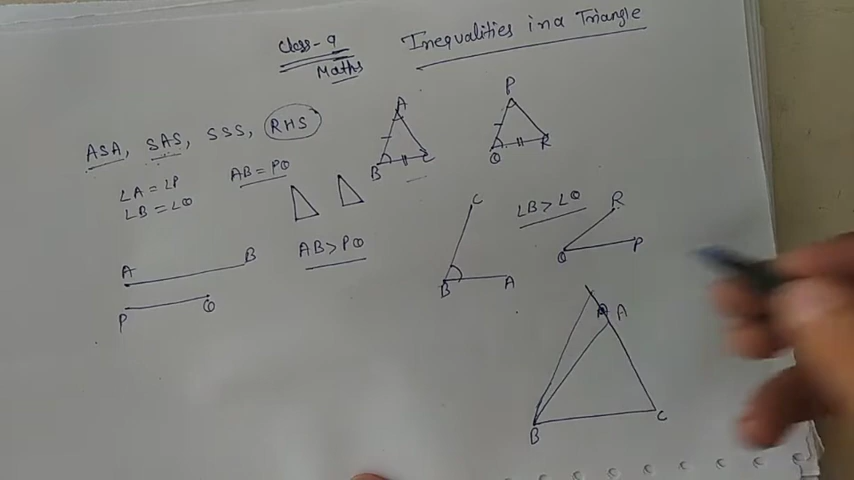 Class-9
Maths
Inequalities in a Triangle
ASA, SAS, SSS, RHS
A
B
C
P
Q
R
∠A = ∠P
∠B = ∠Q
AB = PQ
AB > PQ
A
B
P
Q
C
B
A
∠B > ∠Q
R
Q
P
A
B
C